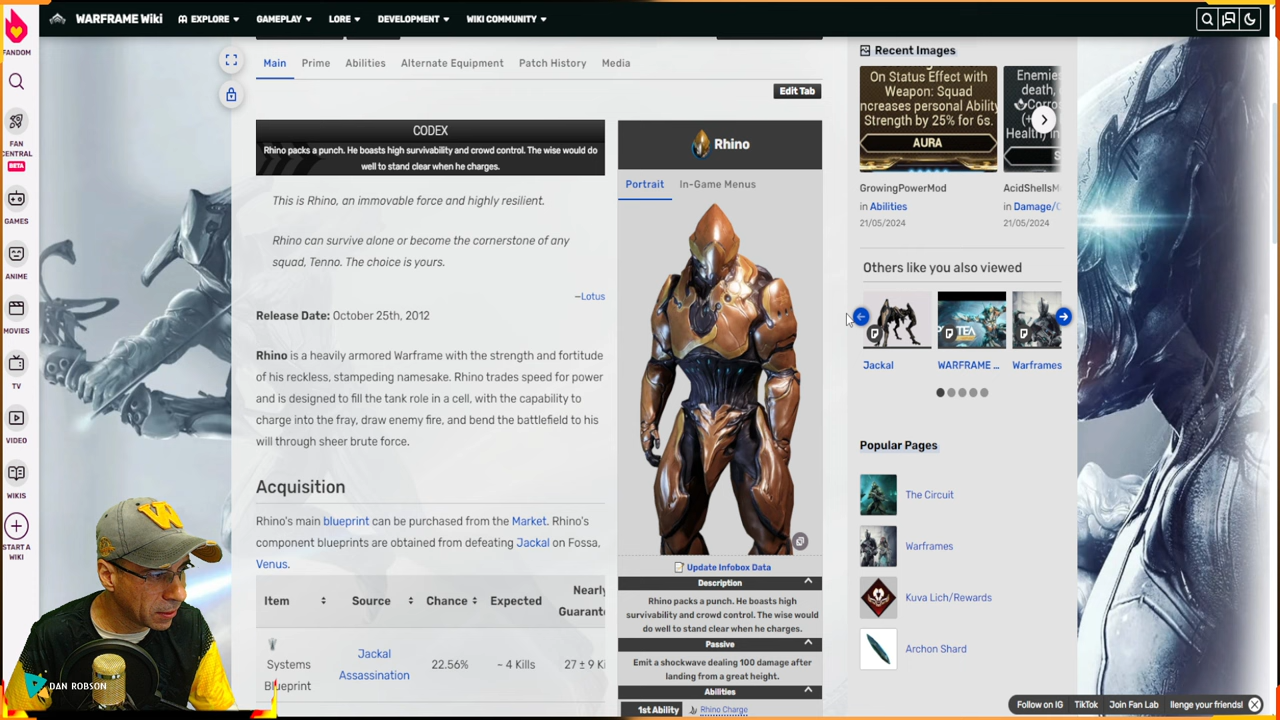 WARFRAME WIKI
EXPLORE
GAMEPLAY
LORE
DEVELOPMENT
WIKI COMMUNITY
FANDOM
FAN CENTRAL
BETA
GAMES
ANIME
MOVIES
TV
VIDEO
WIKIS
START A WIKI
Main
Prime
Abilities
Alternate Equipment
Patch History
Media
Edit Tab
CODEX
Rhino packs a punch. He boasts high survivability and crowd control. The wise would do
well to stand clear when he charges.
This is Rhino, an immovable force and highly resilient.
Rhino can survive alone or become the cornerstone of any
squad, Tenno. The choice is yours.
–Lotus
Release Date: October 25th, 2012
Rhino is a heavily armored Warframe with the strength and fortitude
of his reckless, stampeding namesake. Rhino trades speed for power
and is designed to fill the tank role in a cell, with the capability to
charge into the fray, draw enemy fire, and bend the battlefield to his
will through sheer brute force.
Acquisition
Rhino's main blueprint can be purchased from the Market. Rhino's
component blueprints are obtained from defeating Jackal on Fossa,
Venus.
Item
Source
Chance
Expected
Nearly
Guarante
Systems
Blueprint
Jackal
Assassination
22.56%
~ 4 Kills
27 ± 9 Ki
Rhino
Portrait
In-Game Menus
Update Infobox Data
Description
Rhino packs a punch. He boasts high
survivability and crowd control. The wise would
do well to stand clear when he charges.
Passive
Emit a shockwave dealing 100 damage after
landing from a great height.
Abilities
1st Ability
Rhino Charge
Recent Images
On Status Effect with
Weapon: Squad
increases personal Ability
Strength by 25% for 6s.
AURA
Enemies
death,
Corro
(+
Health
GrowingPowerMod
in Abilities
21/05/2024
AcidShellsM
in Damage/C
21/05/2024
Others like you also viewed
TEA
Jackal
WARFRAME ...
Warframes
Popular Pages
The Circuit
Warframes
Kuva Lich/Rewards
Archon Shard
W
DAN ROBSON
Follow on IG
TikTok
Join Fan Lab
llenge your friends!